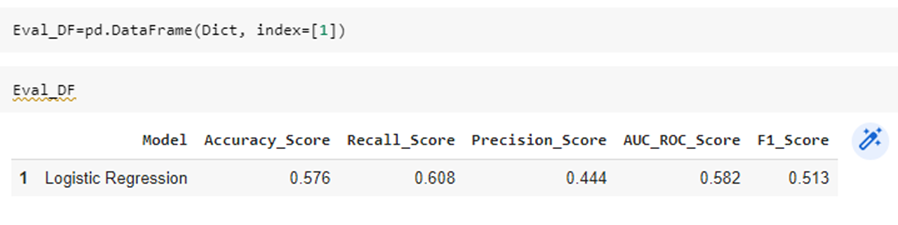 Eval_DF=pd.DataFrame(Dict, index=[1])
Eval_DF
Model Accuracy_Score Recall_Score Precision_Score AUC_ROC_Score F1_Score
1 Logistic Regression 0.576 0.608 0.444 0.582 0.513